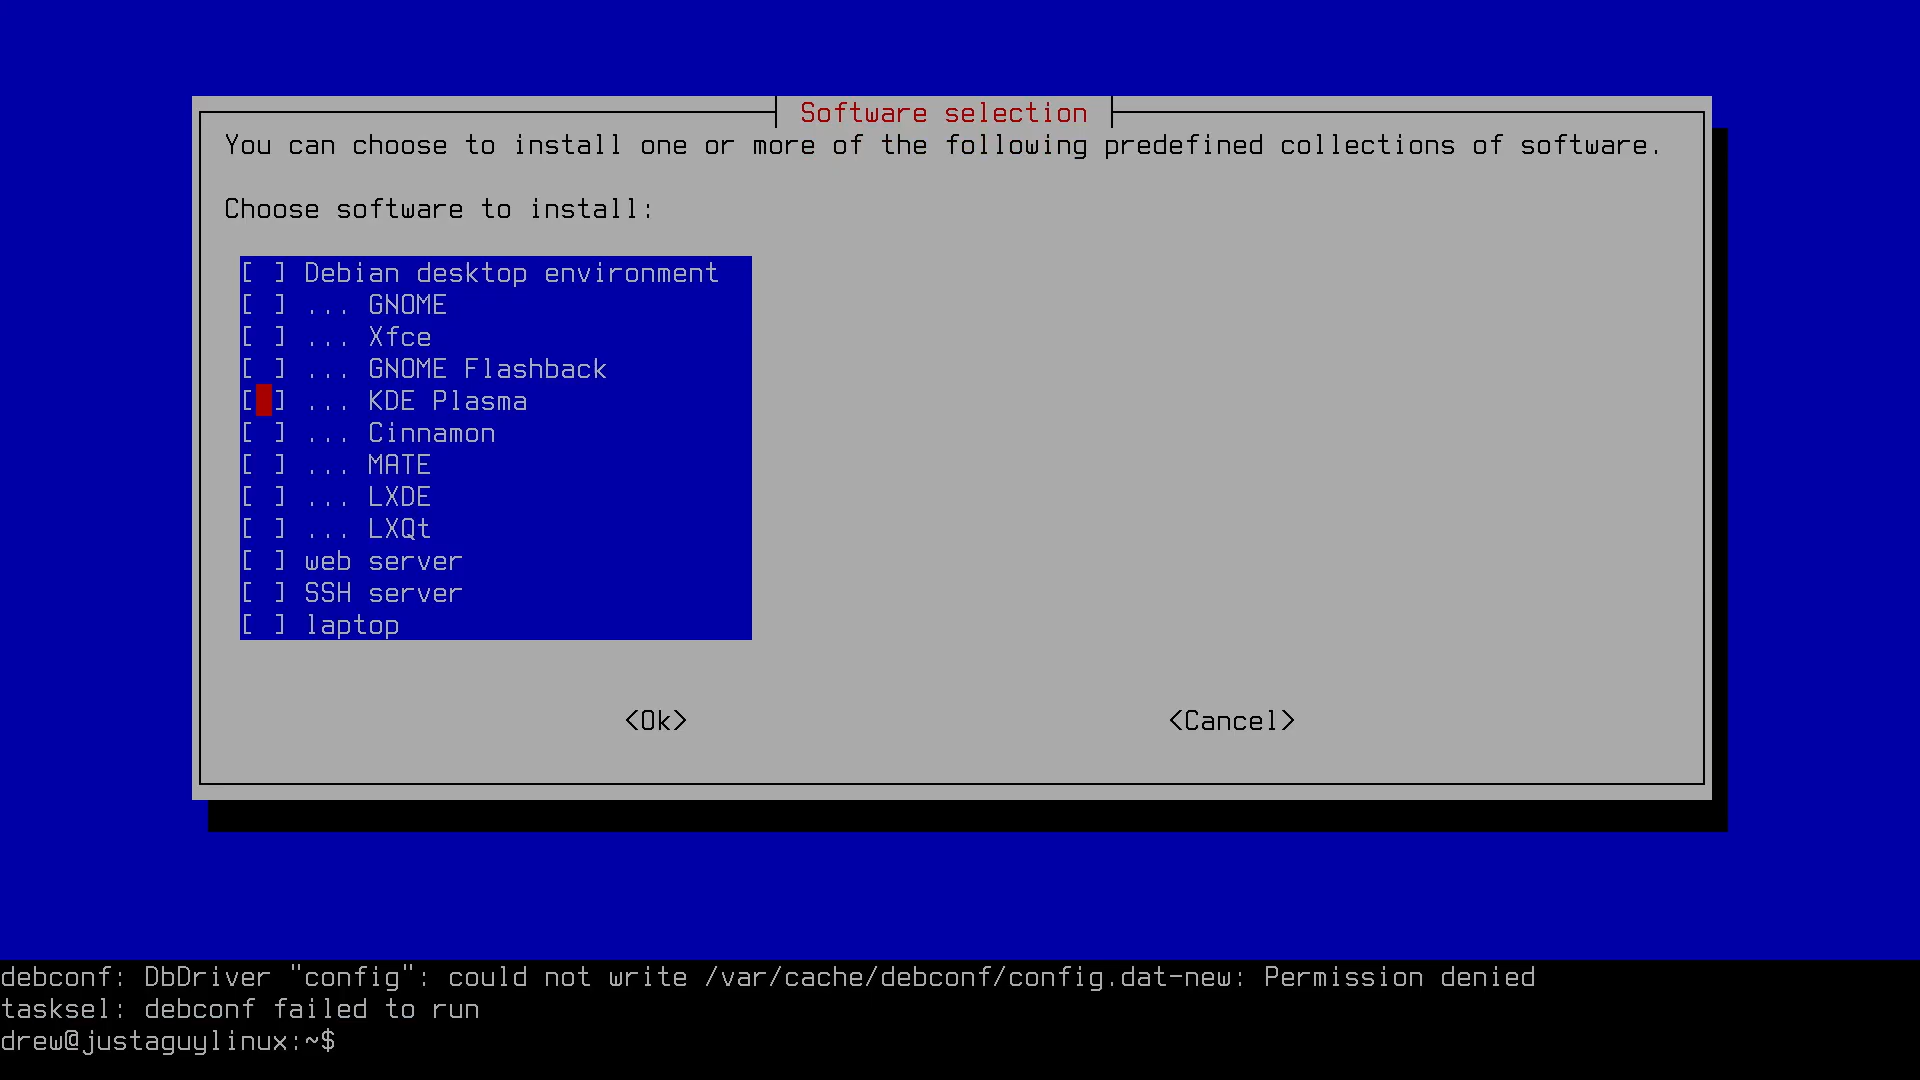 Software selection
You can choose to install one or more of the following predefined collections of software.
Choose software to install:
[ ] Debian desktop environment
[ ] ... GNOME
[ ] ... Xfce
[ ] ... GNOME Flashback
[ ] ... KDE Plasma
[ ] ... Cinnamon
[ ] ... MATE
[ ] ... LXDE
[ ] ... LXQt
[ ] web server
[ ] SSH server
[ ] laptop
<Ok> <Cancel>
debconf: DbDriver "config": could not write /var/cache/debconf/config.dat-new: Permission denied
tasksel: debconf failed to run
drew@justaguylinux:~$